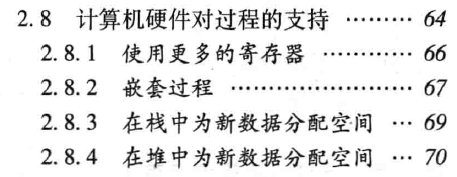 2.8 计算机硬件对过程的支持 ……… 64
2.8.1 使用更多的寄存器 ………… 66
2.8.2 嵌套过程 …………………… 67
2.8.3 在栈中为新数据分配空间 … 69
2.8.4 在堆中为新数据分配空间 … 70